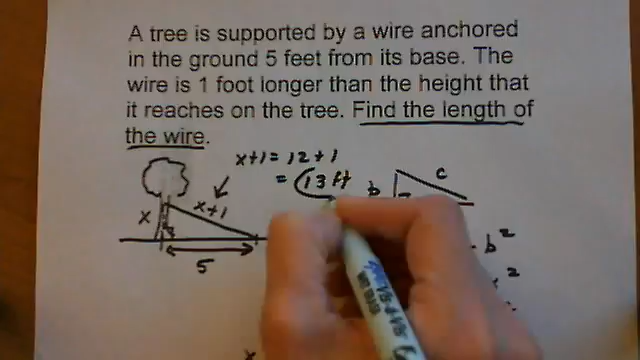 A tree is supported by a wire anchored
in the ground 5 feet from its base. The
wire is 1 foot longer than the height that
it reaches on the tree. Find the length of
the wire.
x+1=12+1
= 13 ft
c
b
x
x+1
b²
5
²
x